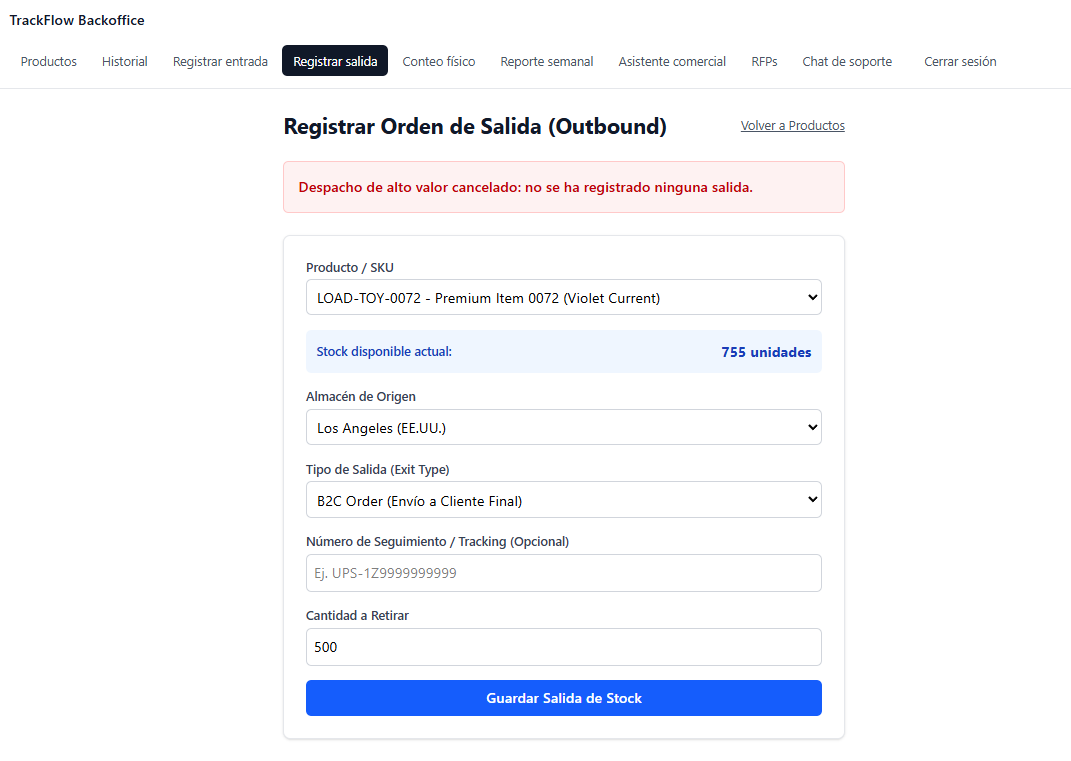 TrackFlow Backoffice
Productos Historial Registrar entrada Registrar salida Conteo físico Reporte semanal Asistente comercial RFPs Chat de soporte Cerrar sesión
Registrar Orden de Salida (Outbound) Volver a Productos
Despacho de alto valor cancelado: no se ha registrado ninguna salida.
Producto / SKU
LOAD-TOY-0072 - Premium Item 0072 (Violet Current)
Stock disponible actual: 755 unidades
Almacén de Origen
Los Angeles (EE.UU.)
Tipo de Salida (Exit Type)
B2C Order (Envío a Cliente Final)
Número de Seguimiento / Tracking (Opcional)
Ej. UPS-1Z9999999999
Cantidad a Retirar
500
Guardar Salida de Stock